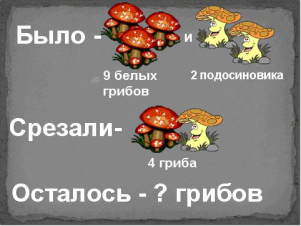 Было - и
9 белых 2 подосиновика
грибов
Срезали-
4 гриба
Осталось - ? грибов